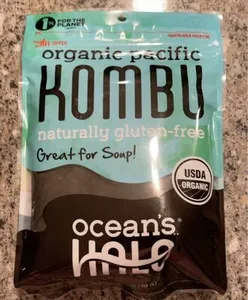 1%
FOR THE
PLANET
organic pacific
KOMBU
naturally gluten-free
Great for Soup!
USDA
ORGANIC
ocean's
HALO